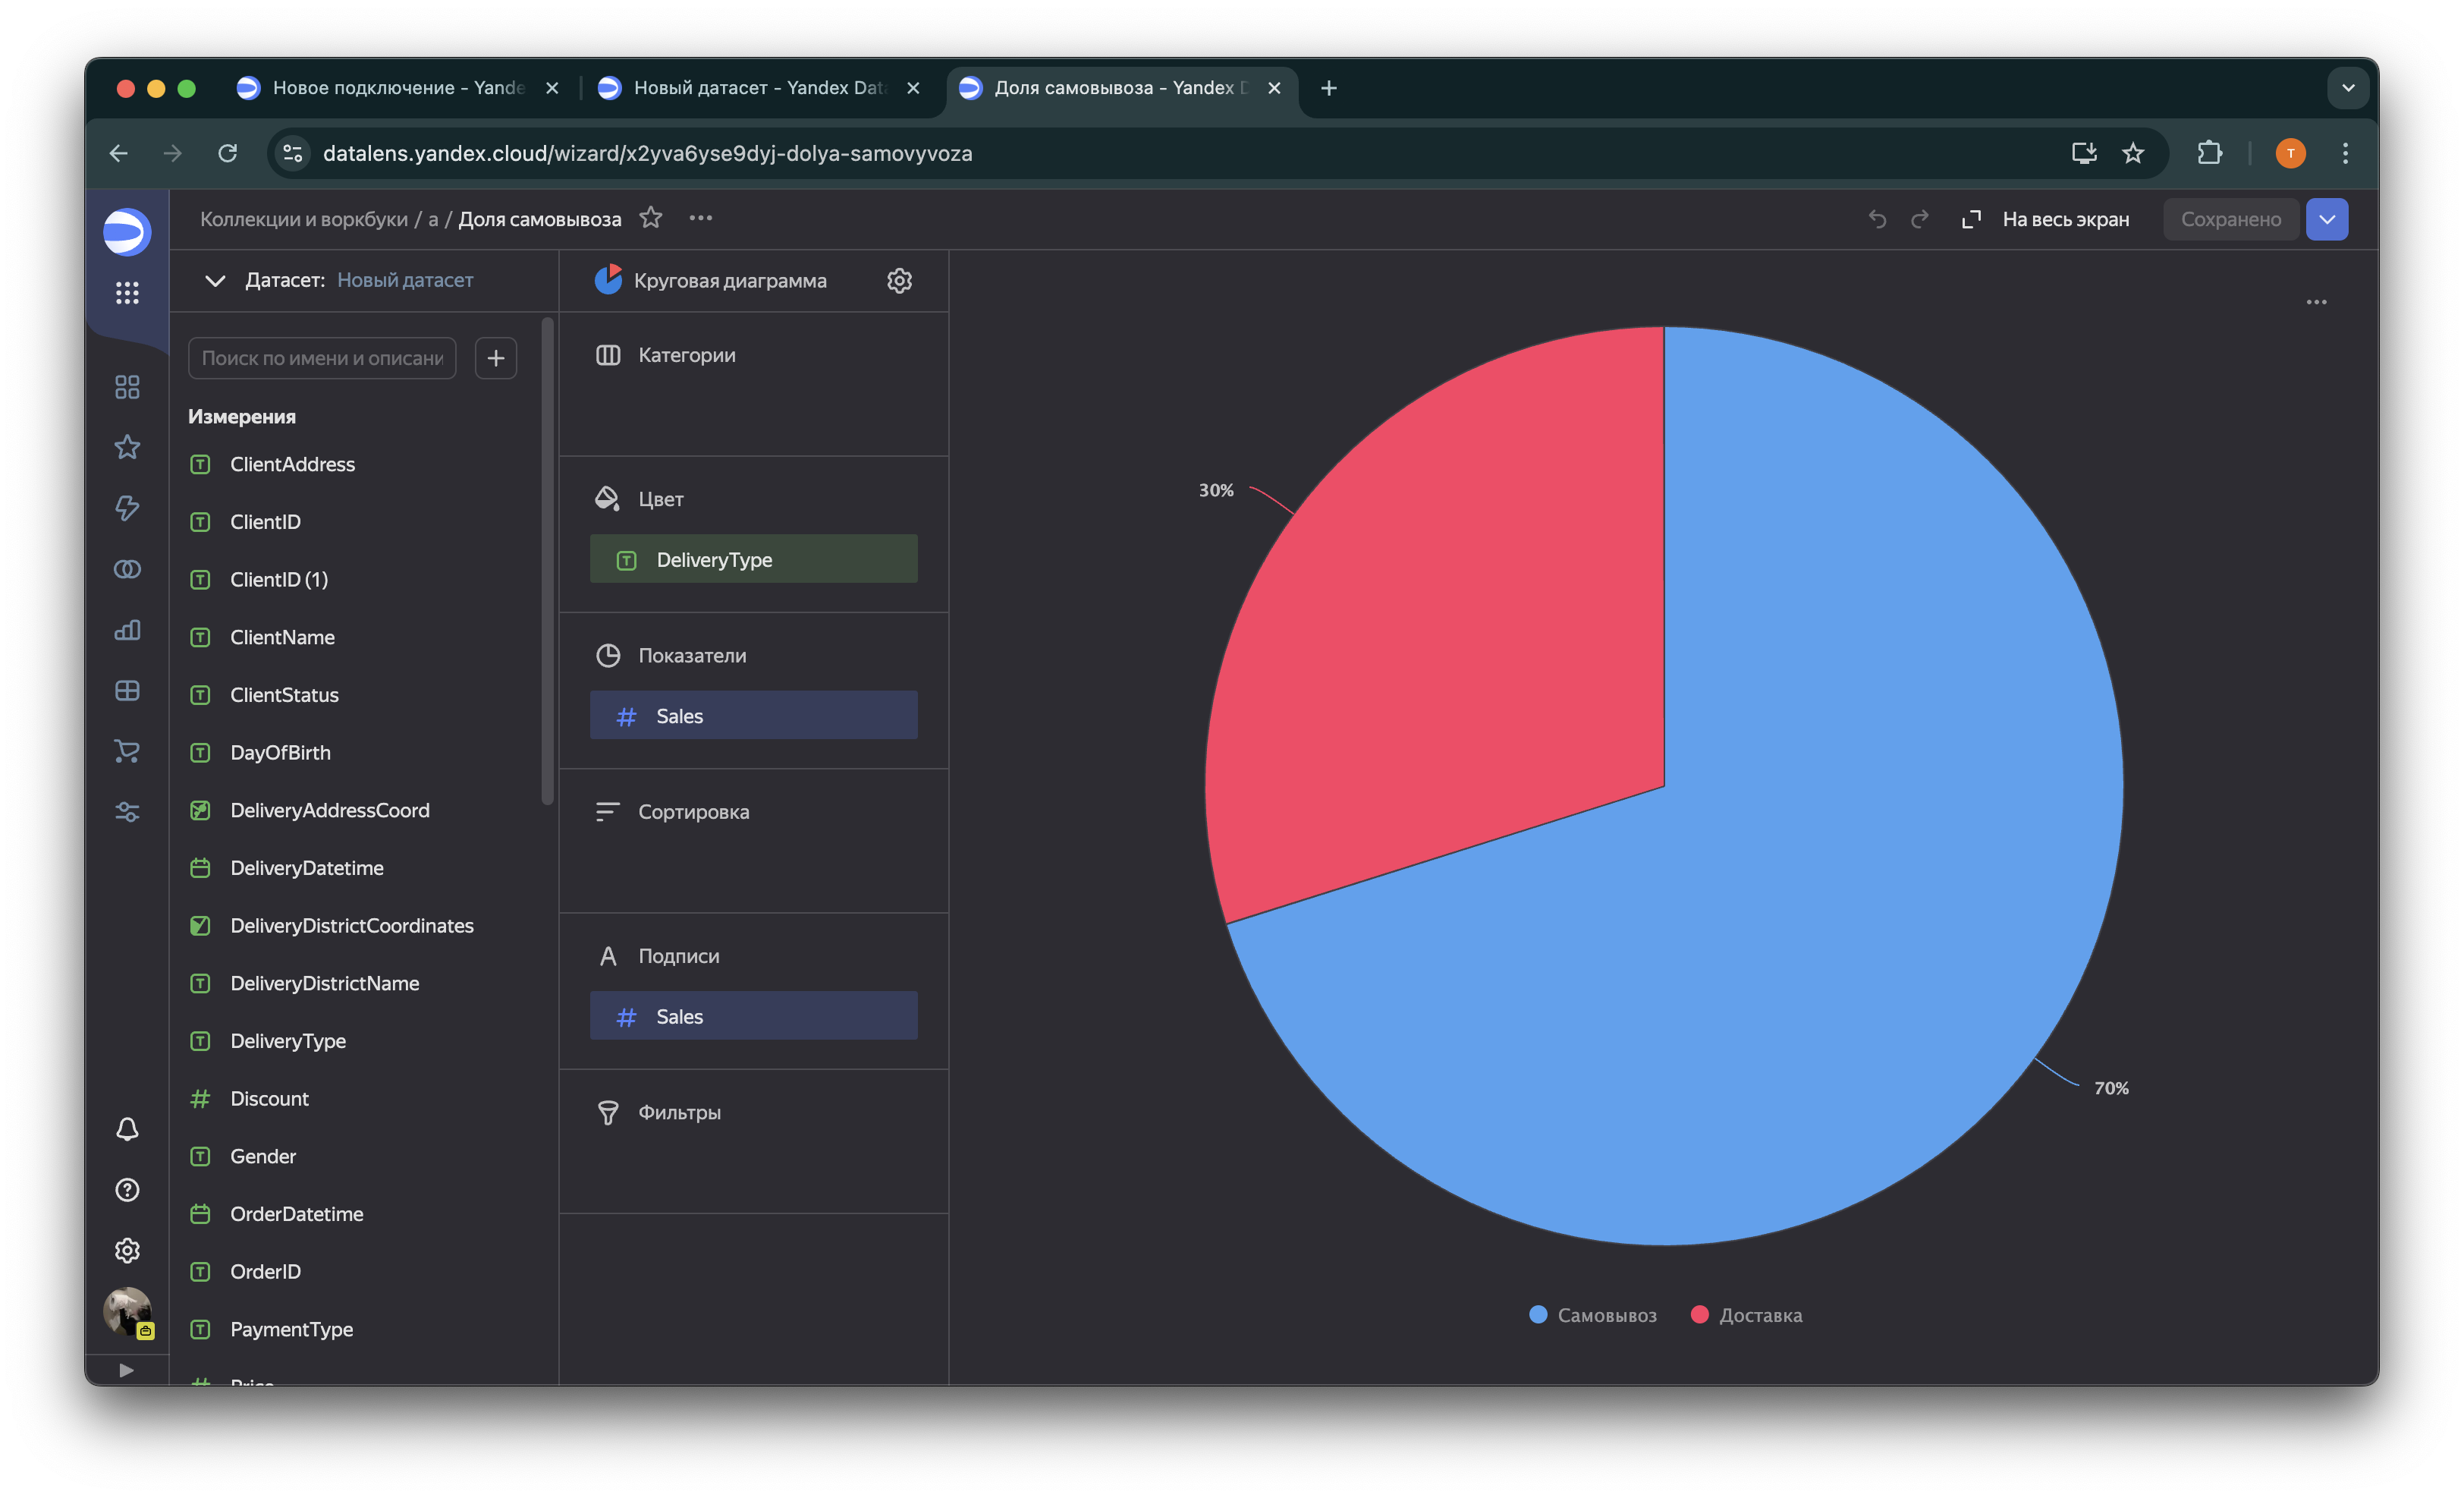 Новое подключение - Yande
Новый датасет - Yandex Data
Доля самовывоза - Yandex D
datalens.yandex.cloud/wizard/x2yva6yse9dyj-dolya-samovyvoza
T
Коллекции и воркбуки / a / Доля самовывоза
На весь экран
Сохранено
Датасет: Новый датасет
Поиск по имени и описани
Измерения
ClientAddress
ClientID
ClientID (1)
ClientName
ClientStatus
DayOfBirth
DeliveryAddressCoord
DeliveryDatetime
DeliveryDistrictCoordinates
DeliveryDistrictName
DeliveryType
Discount
Gender
OrderDatetime
OrderID
PaymentType
Price
Круговая диаграмма
Категории
Цвет
DeliveryType
Показатели
Sales
Сортировка
Подписи
Sales
Фильтры
30%
70%
Самовывоз
Доставка